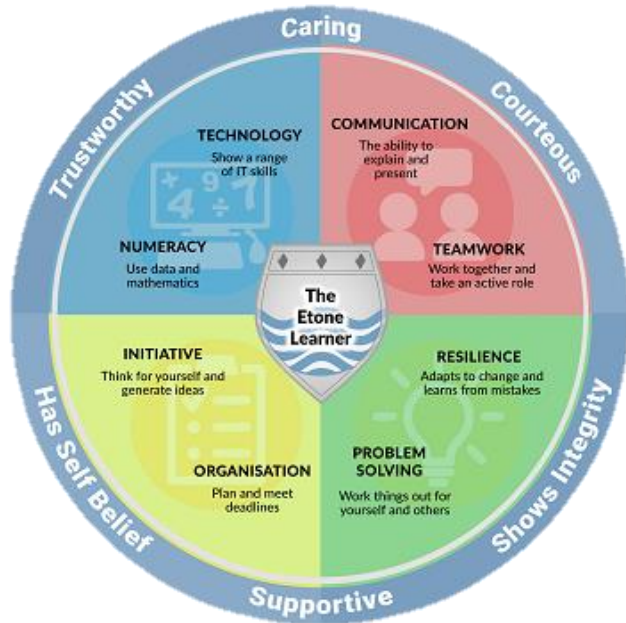 Caring
Trustworthy
Courteous
TECHNOLOGY
Show a range
of IT skills
COMMUNICATION
The ability to
explain and
present
NUMERACY
Use data and
mathematics
TEAMWORK
Work together and
take an active role
4 9 7
The
Etone
Learner
INITIATIVE
Think for yourself and
generate ideas
RESILIENCE
Adapts to change and
learns from mistakes
ORGANISATION
Plan and meet
deadlines
PROBLEM
SOLVING
Work things out for
yourself and others
Has Self Belief
Shows Integrity
Supportive